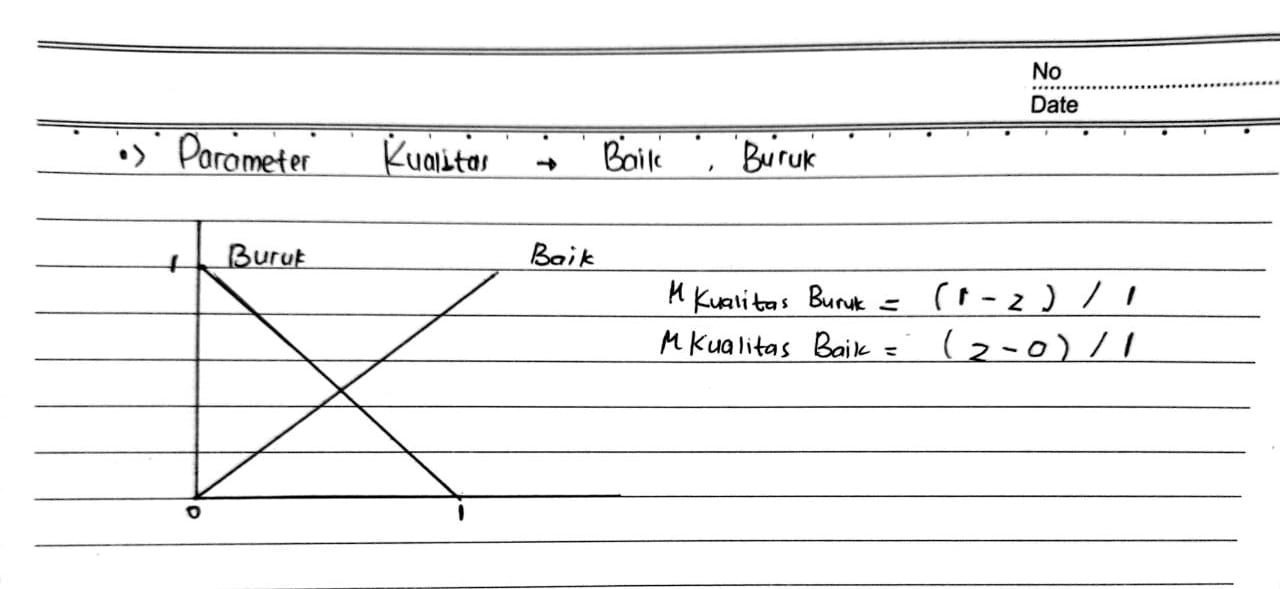 No
Date
•> Parameter Kualitas → Baik , Buruk
1 Buruk Baik
M Kualitas Buruk = (1 - z) / 1
M Kualitas Baik = (z - 0) / 1
0 1